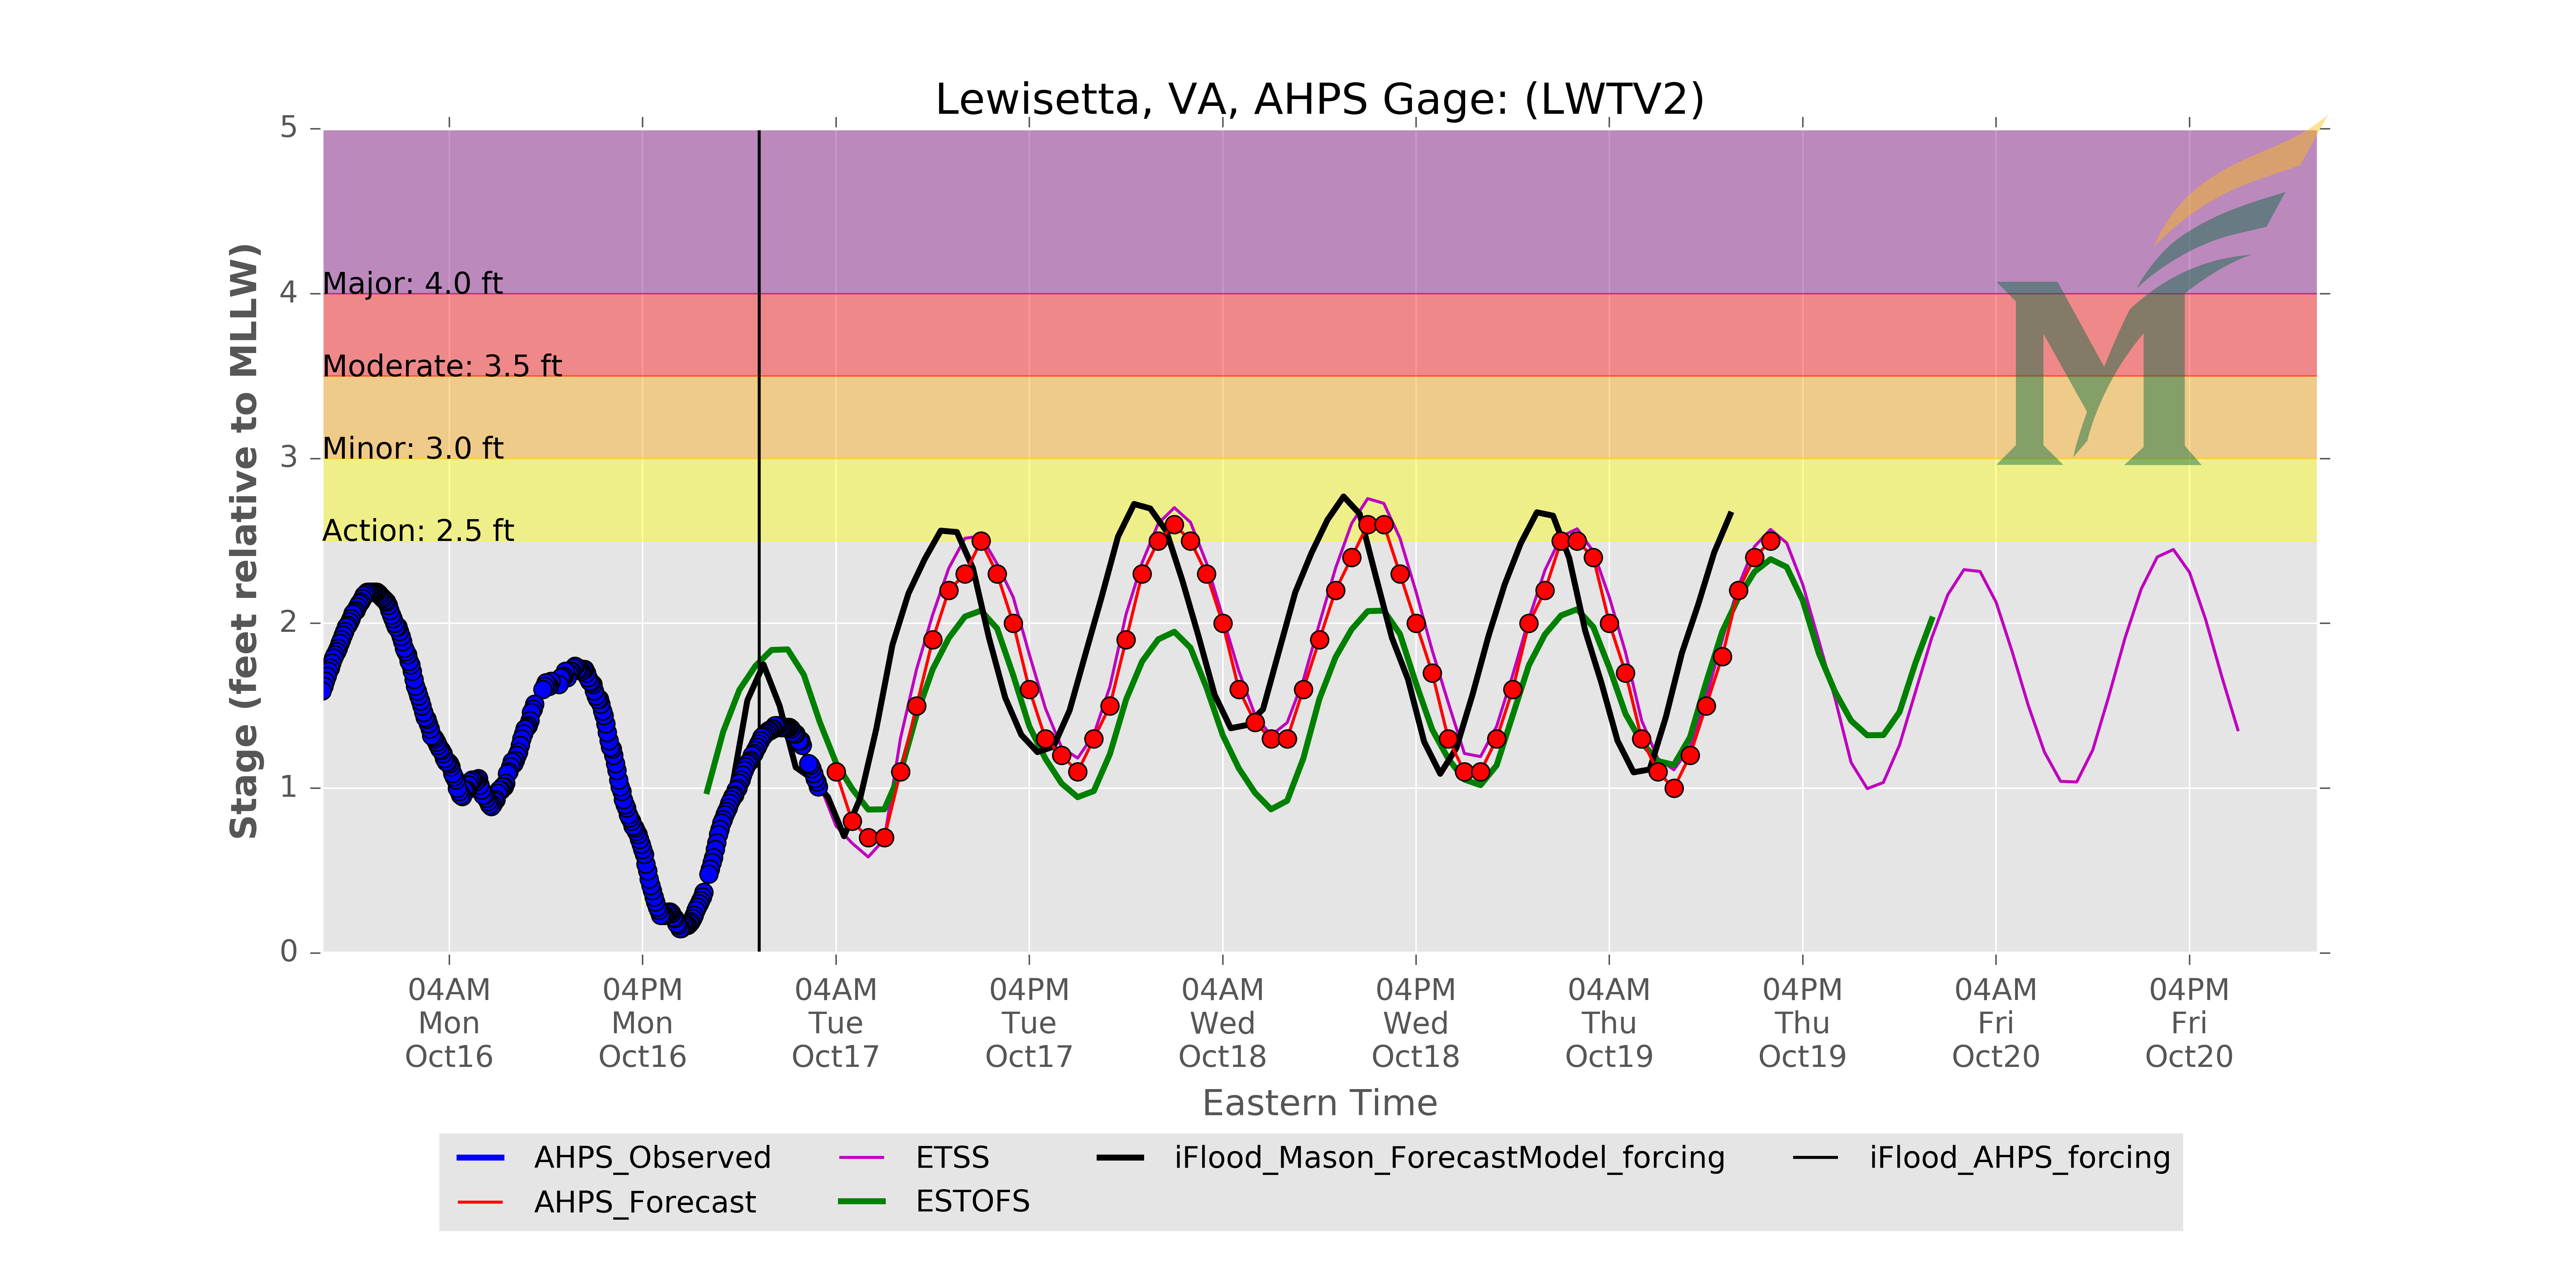 Lewisetta, VA, AHPS Gage: (LWTV2)
Stage (feet relative to MLLW)
5
4
3
2
1
0
Major: 4.0 ft
Moderate: 3.5 ft
Minor: 3.0 ft
Action: 2.5 ft
M
04AM 04PM 04AM 04PM 04AM 04PM 04AM 04PM 04AM 04PM
Mon Mon Tue Tue Wed Wed Thu Thu Fri Fri
Oct16 Oct16 Oct17 Oct17 Oct18 Oct18 Oct19 Oct19 Oct20 Oct20
Eastern Time
AHPS_Observed ETSS iFlood_Mason_ForecastModel_forcing iFlood_AHPS_forcing
AHPS_Forecast ESTOFS